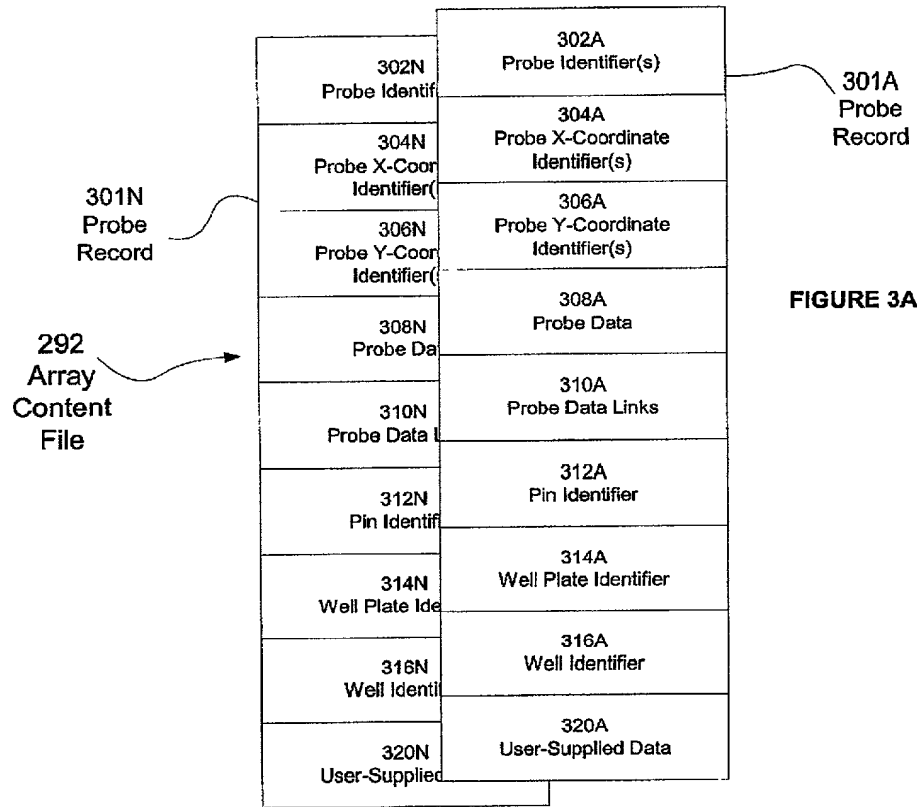 302A
Probe Identifier(s)
304A
Probe X-Coordinate
Identifier(s)
306A
Probe Y-Coordinate
Identifier(s)
308A
Probe Data
310A
Probe Data Links
312A
Pin Identifier
314A
Well Plate Identifier
316A
Well Identifier
320A
User-Supplied Data
301A
Probe
Record
302N
Probe Identif
304N
Probe X-Coor
Identifier(
306N
Probe Y-Coor
Identifier(
308N
Probe Da
310N
Probe Data L
312N
Pin Identif
314N
Well Plate Ide
316N
Well Identi
320N
User-Supplied
301N
Probe
Record
292
Array
Content
File
FIGURE 3A